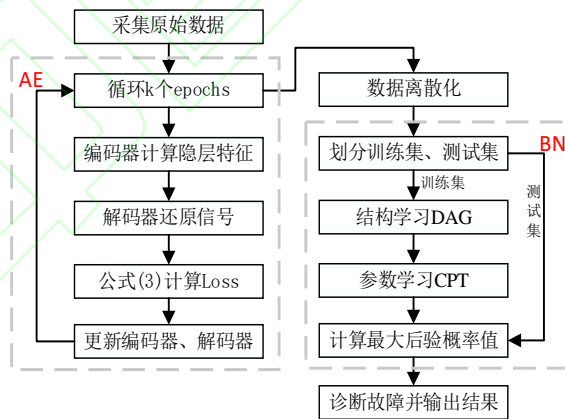 采集原始数据
AE
循环k个epochs
编码器计算隐层特征
解码器还原信号
公式(3)计算Loss
更新编码器、解码器
数据离散化
BN
划分训练集、测试集
训练集
测试集
结构学习DAG
参数学习CPT
计算最大后验概率值
诊断故障并输出结果